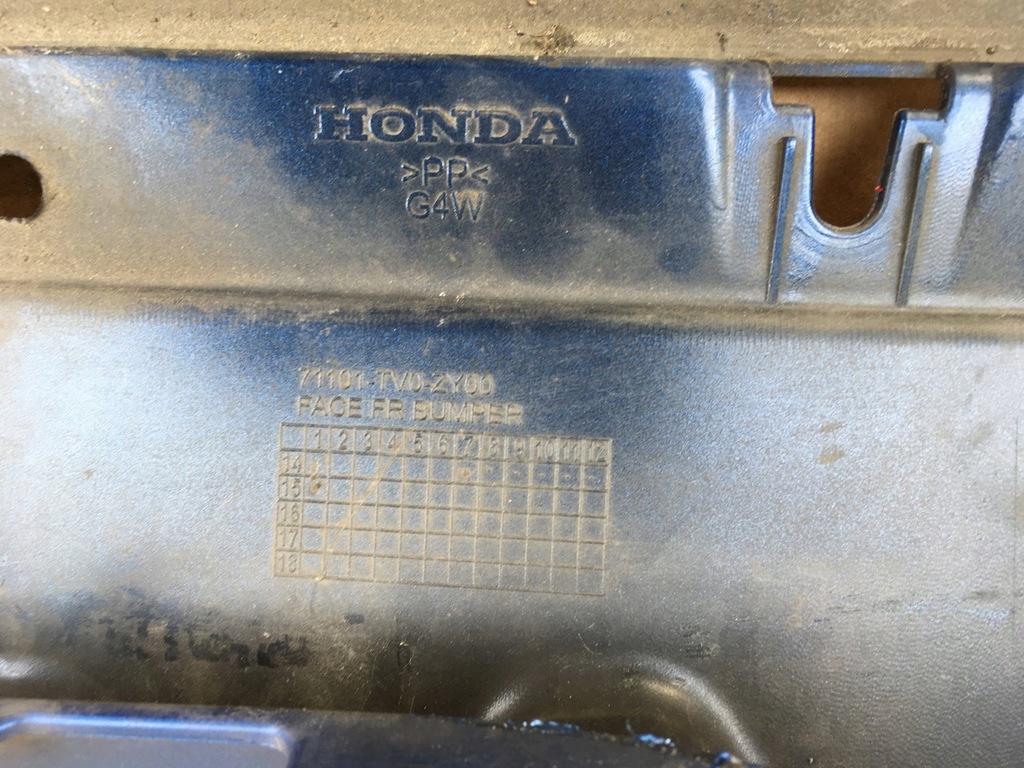 HONDA
>PP<
G4W
71101-TV0-ZY00
FACE FR BUMPER
1 2 3 4 5 6 7 8 9 10 11 12
14
15
16
17
18